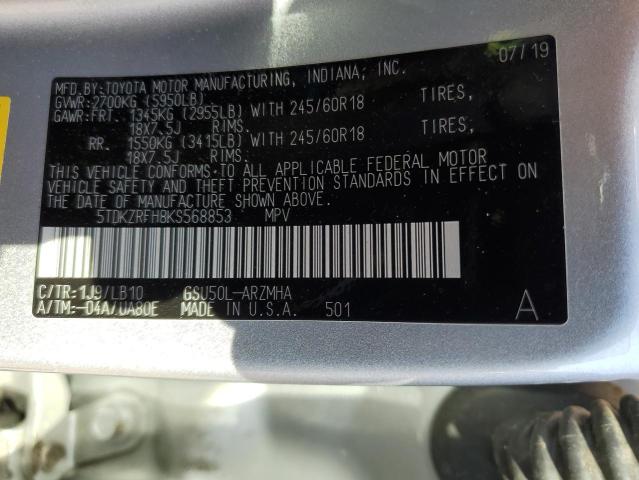 MFD. BY: TOYOTA MOTOR MANUFACTURING, INDIANA; INC. 07/19
GVWR: 2700KG (5950LB)
GAWR: FRT. 1345KG (2955LB) WITH 245/60R18 TIRES,
18X7.5J RIMS.
RR. 1550KG (3415LB) WITH 245/60R18 TIRES,
18X7.5J RIMS.
THIS VEHICLE CONFORMS TO ALL APPLICABLE FEDERAL MOTOR
VEHICLE SAFETY AND THEFT PREVENTION STANDARDS IN EFFECT ON
THE DATE OF MANUFACTURE SHOWN ABOVE.
5TDKZRFH8KS568853 MPV
C/TR: 1J9/LB10 GSU50L-ARZMHA
A/TM: -04A/UA80E MADE IN U.S.A. 501 A